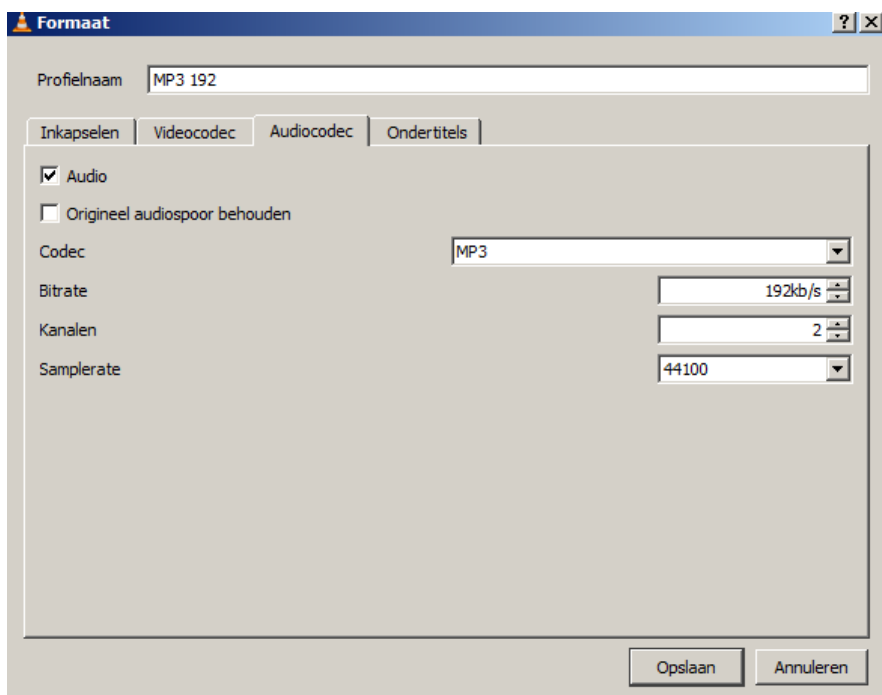 Formaat
Profielnaam MP3 192
Inkapselen Videocodec Audiocodec Ondertitels
Audio
Origineel audiospoor behouden
Codec MP3
Bitrate 192kb/s
Kanalen 2
Samplerate 44100
Opslaan Annuleren